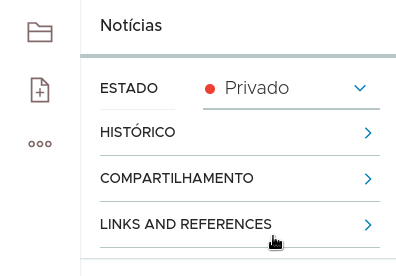 Notícias
ESTADO
Privado
HISTÓRICO
COMPARTILHAMENTO
LINKS AND REFERENCES